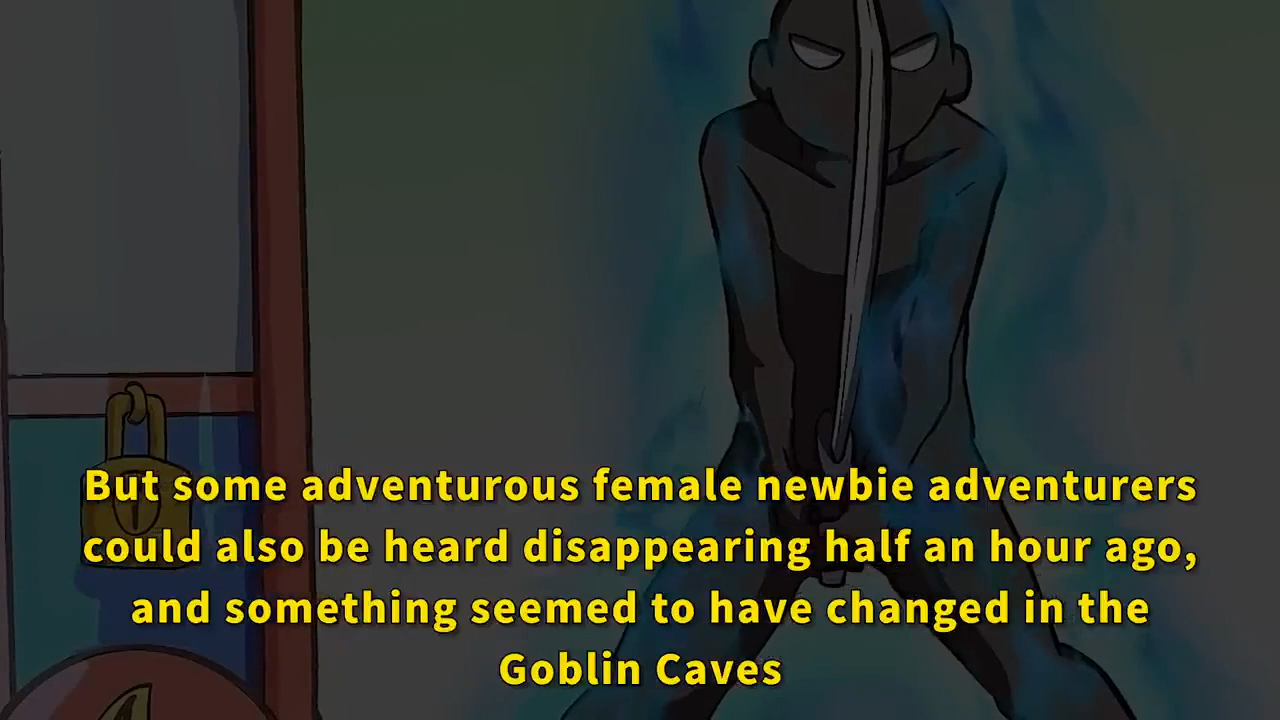 But some adventurous female newbie adventurers
could also be heard disappearing half an hour ago,
and something seemed to have changed in the
Goblin Caves